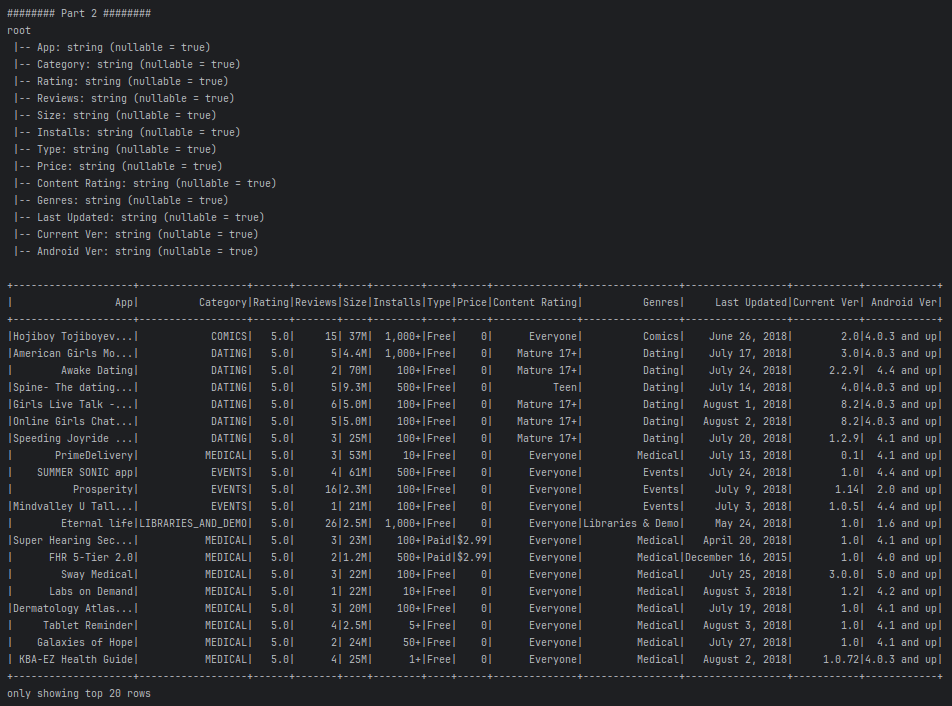 ######## Part 2 ########
root
 |-- App: string (nullable = true)
 |-- Category: string (nullable = true)
 |-- Rating: string (nullable = true)
 |-- Reviews: string (nullable = true)
 |-- Size: string (nullable = true)
 |-- Installs: string (nullable = true)
 |-- Type: string (nullable = true)
 |-- Price: string (nullable = true)
 |-- Content Rating: string (nullable = true)
 |-- Genres: string (nullable = true)
 |-- Last Updated: string (nullable = true)
 |-- Current Ver: string (nullable = true)
 |-- Android Ver: string (nullable = true)

+--------------------+------------------+------+-------+----+--------+----+-----+--------------+----------------+-----------------+-----------+------------+
|                 App|          Category|Rating|Reviews|Size|Installs|Type|Price|Content Rating|          Genres|     Last Updated|Current Ver| Android Ver|
+--------------------+------------------+------+-------+----+--------+----+-----+--------------+----------------+-----------------+-----------+------------+
|Hojiboy Tojiboyev...|            COMICS|   5.0|     15| 37M|  1,000+|Free|    0|      Everyone|          Comics|    June 26, 2018|        2.0|4.0.3 and up|
|American Girls Mo...|            DATING|   5.0|      5|4.4M|  1,000+|Free|    0|    Mature 17+|          Dating|    July 17, 2018|        3.0|4.0.3 and up|
|        Awake Dating|            DATING|   5.0|      2| 70M|    100+|Free|    0|    Mature 17+|          Dating|    July 24, 2018|      2.2.9|  4.4 and up|
|Spine- The dating...|            DATING|   5.0|      5|9.3M|    500+|Free|    0|          Teen|          Dating|    July 14, 2018|        4.0|4.0.3 and up|
|Girls Live Talk -...|            DATING|   5.0|      6|5.0M|    100+|Free|    0|    Mature 17+|          Dating|   August 1, 2018|        8.2|4.0.3 and up|
|Online Girls Chat...|            DATING|   5.0|      5|5.0M|    100+|Free|    0|    Mature 17+|          Dating|   August 2, 2018|        8.2|4.0.3 and up|
|Speeding Joyride ...|            DATING|   5.0|      3| 25M|    100+|Free|    0|    Mature 17+|          Dating|    July 20, 2018|      1.2.9|  4.1 and up|
|       PrimeDelivery|           MEDICAL|   5.0|      3| 53M|     10+|Free|    0|      Everyone|         Medical|    July 13, 2018|        0.1|  4.1 and up|
|    SUMMER SONIC app|            EVENTS|   5.0|      4| 61M|    500+|Free|    0|      Everyone|          Events|    July 24, 2018|        1.0|  4.4 and up|
|          Prosperity|            EVENTS|   5.0|     16|2.3M|    100+|Free|    0|      Everyone|          Events|     July 9, 2018|       1.14|  2.0 and up|
|Mindvalley U Tall...|            EVENTS|   5.0|      1| 21M|    100+|Free|    0|      Everyone|          Events|     July 3, 2018|      1.0.5|  4.4 and up|
|        Eternal life|LIBRARIES_AND_DEMO|   5.0|     26|2.5M|  1,000+|Free|    0|      Everyone|Libraries & Demo|     May 24, 2018|        1.0|  1.6 and up|
|Super Hearing Sec...|           MEDICAL|   5.0|      3| 23M|    100+|Paid|$2.99|      Everyone|         Medical|   April 20, 2018|        1.0|  4.1 and up|
|      FHR 5-Tier 2.0|           MEDICAL|   5.0|      2|1.2M|    500+|Paid|$2.99|      Everyone|         Medical|December 16, 2015|        1.0|  4.0 and up|
|        Sway Medical|           MEDICAL|   5.0|      3| 22M|    100+|Free|    0|      Everyone|         Medical|    July 25, 2018|      3.0.0|  5.0 and up|
|      Labs on Demand|           MEDICAL|   5.0|      1| 22M|     10+|Free|    0|      Everyone|         Medical|   August 3, 2018|        1.2|  4.2 and up|
|Dermatology Atlas...|           MEDICAL|   5.0|      3| 20M|    100+|Free|    0|      Everyone|         Medical|    July 19, 2018|        1.0|  4.1 and up|
|     Tablet Reminder|           MEDICAL|   5.0|      4|2.5M|      5+|Free|    0|      Everyone|         Medical|   August 3, 2018|        1.0|  4.1 and up|
|    Galaxies of Hope|           MEDICAL|   5.0|      2| 24M|     50+|Free|    0|      Everyone|         Medical|    July 27, 2018|        1.0|  4.1 and up|
| KBA-EZ Health Guide|           MEDICAL|   5.0|      4| 25M|      1+|Free|    0|      Everyone|         Medical|   August 2, 2018|     1.0.72|4.0.3 and up|
+--------------------+------------------+------+-------+----+--------+----+-----+--------------+----------------+-----------------+-----------+------------+
only showing top 20 rows